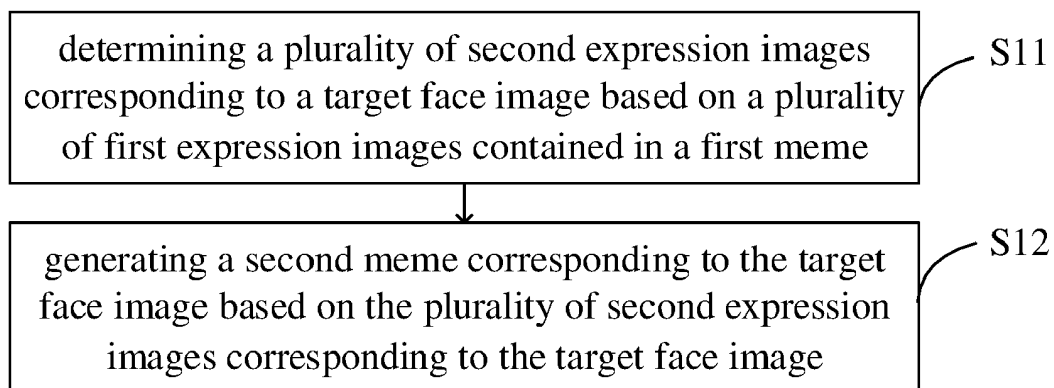 determining a plurality of second expression images
corresponding to a target face image based on a plurality
of first expression images contained in a first meme
S11
generating a second meme corresponding to the target
face image based on the plurality of second expression
images corresponding to the target face image
S12